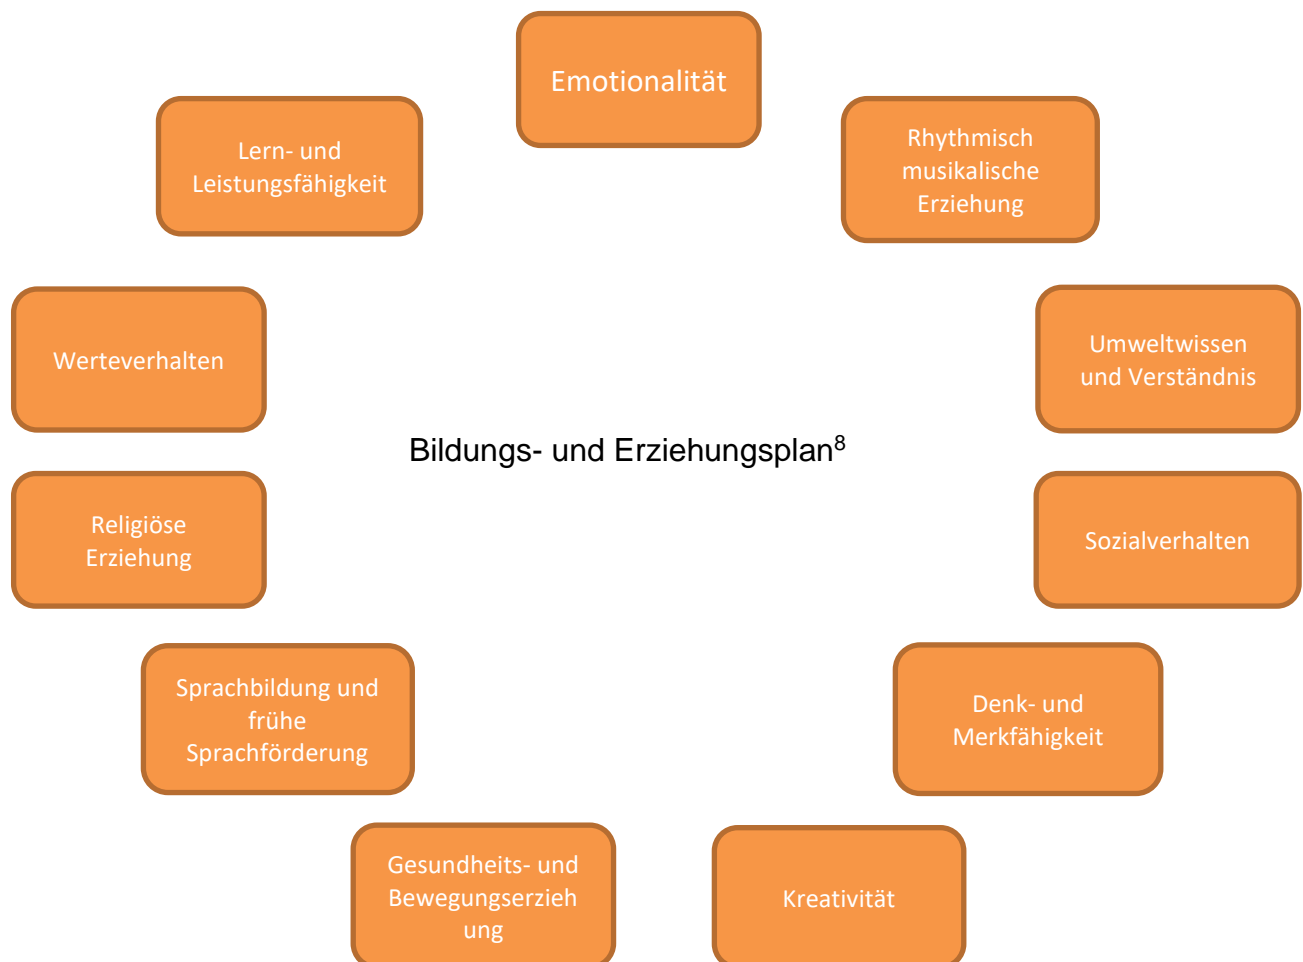 Emotionalität
Lern- und
Leistungsfähigkeit
Rhythmisch
musikalische
Erziehung
Werteverhalten
Umweltwissen
und Verständnis
Bildungs- und Erziehungsplan⁸
Religiöse
Erziehung
Sozialverhalten
Sprachbildung und
frühe
Sprachförderung
Denk- und
Merkfähigkeit
Gesundheits- und
Bewegungserzieh
ung
Kreativität